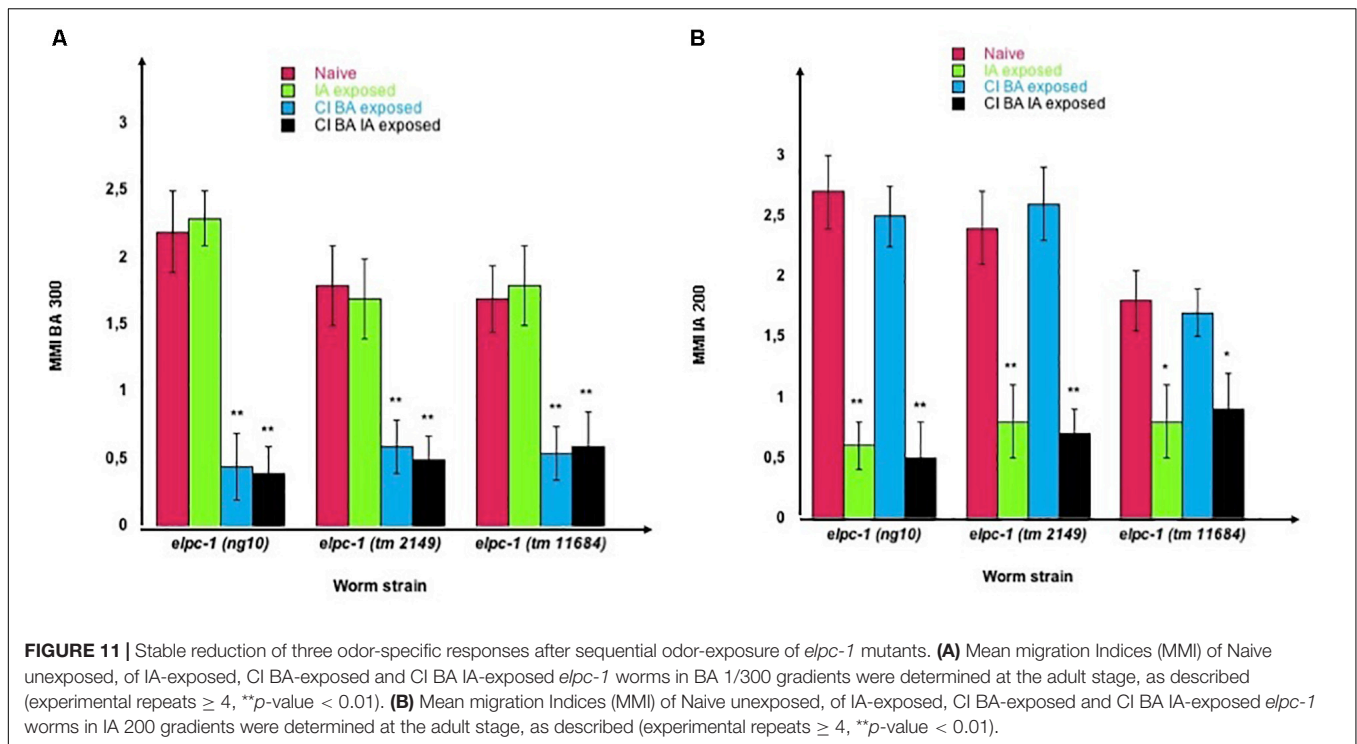 A
Naive
IA exposed
CI BA exposed
CI BA IA exposed
3
2,5
2
1,5
1
0,5
0
MMI BA 300
** ** ** ** ** **
elpc-1 (ng10) elpc-1 (tm 2149) elpc-1 (tm 11684)
Worm strain
B
Naive
IA exposed
CI BA exposed
CI BA IA exposed
3
2,5
2
1,5
1
0,5
0
MMI IA 200
** ** ** ** * *
elpc-1 (ng10) elpc-1 (tm 2149) elpc-1 (tm 11684)
Worm strain
FIGURE 11 | Stable reduction of three odor-specific responses after sequential odor-exposure of elpc-1 mutants. (A) Mean migration Indices (MMI) of Naive
unexposed, of IA-exposed, CI BA-exposed and CI BA IA-exposed elpc-1 worms in BA 1/300 gradients were determined at the adult stage, as described
(experimental repeats ≥ 4, **p-value < 0.01). (B) Mean migration Indices (MMI) of Naive unexposed, of IA-exposed, CI BA-exposed and CI BA IA-exposed elpc-1
worms in IA 200 gradients were determined at the adult stage, as described (experimental repeats ≥ 4, **p-value < 0.01).